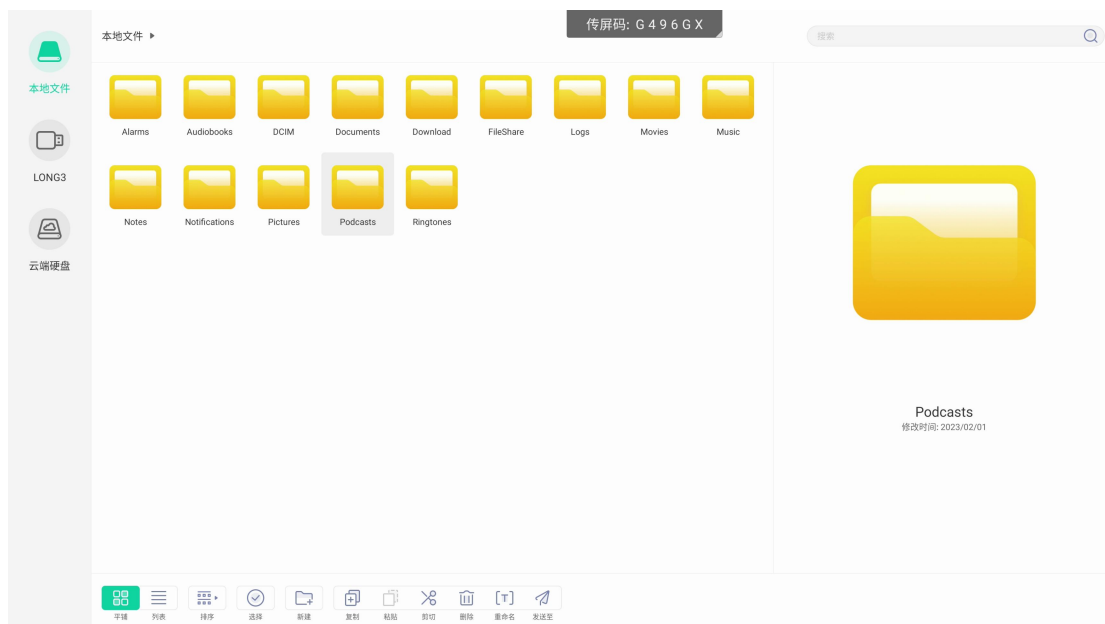 传屏码: G496GX
本地文件
搜索
本地文件
LONG3
云端硬盘
Alarms Audiobooks DCIM Documents Download FileShare Logs Movies Music
Notes Notifications Pictures Podcasts Ringtones
Podcasts
修改时间: 2023/02/01
平铺 列表 排序 选择 新建 复制 粘贴 剪切 删除 重命名 发送至